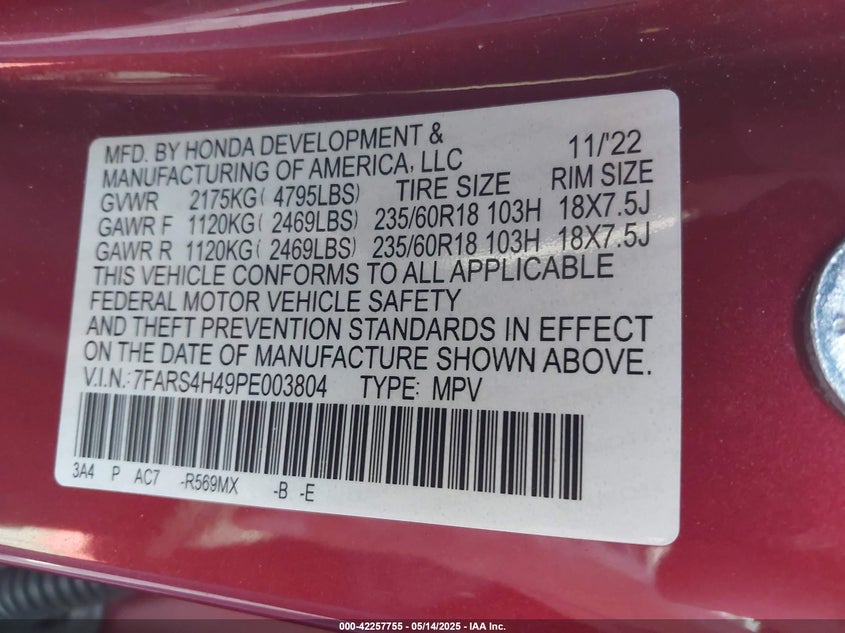 MFD. BY HONDA DEVELOPMENT &
MANUFACTURING OF AMERICA, LLC 11/'22
GVWR 2175KG( 4795LBS) TIRE SIZE RIM SIZE
GAWR F 1120KG( 2469LBS) 235/60R18 103H 18X7.5J
GAWR R 1120KG( 2469LBS) 235/60R18 103H 18X7.5J
THIS VEHICLE CONFORMS TO ALL APPLICABLE
FEDERAL MOTOR VEHICLE SAFETY
AND THEFT PREVENTION STANDARDS IN EFFECT
ON THE DATE OF MANUFACTURE SHOWN ABOVE.
V.I.N.: 7FARS4H49PE003804 TYPE: MPV
3A4 P AC7 -R569MX -B -E
000-42257755 - 05/14/2025 - IAA Inc.